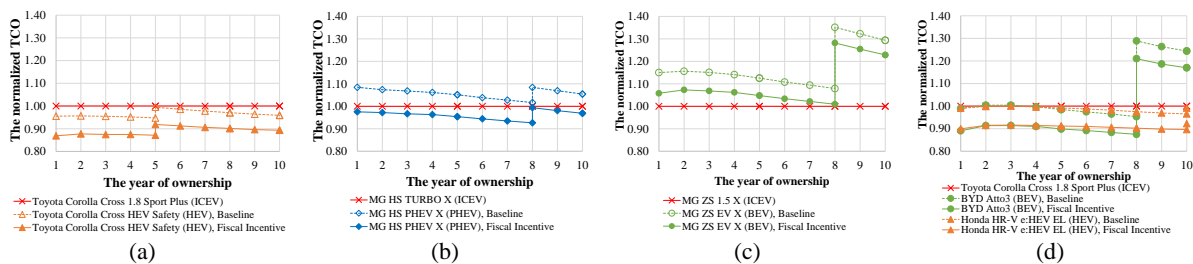 The normalized TCO
1.40
1.30
1.20
1.10
1.00
0.90
0.80
1 2 3 4 5 6 7 8 9 10
The year of ownership
Toyota Corolla Cross 1.8 Sport Plus (ICEV)
Toyota Corolla Cross HEV Safety (HEV), Baseline
Toyota Corolla Cross HEV Safety (HEV), Fiscal Incentive
(a)
The normalized TCO
1.40
1.30
1.20
1.10
1.00
0.90
0.80
1 2 3 4 5 6 7 8 9 10
The year of ownership
MG HS TURBO X (ICEV)
MG HS PHEV X (PHEV), Baseline
MG HS PHEV X (PHEV), Fiscal Incentive
(b)
The normalized TCO
1.40
1.30
1.20
1.10
1.00
0.90
0.80
1 2 3 4 5 6 7 8 9 10
The year of ownership
MG ZS 1.5 X (ICEV)
MG ZS EV X (BEV), Baseline
MG ZS EV X (BEV), Fiscal Incentive
(c)
The normalized TCO
1.40
1.30
1.20
1.10
1.00
0.90
0.80
1 2 3 4 5 6 7 8 9 10
The year of ownership
Toyota Corolla Cross 1.8 Sport Plus (ICEV)
BYD Atto3 (BEV), Baseline
BYD Atto3 (BEV), Fiscal Incentive
Honda HR-V e:HEV EL (HEV), Baseline
Honda HR-V e:HEV EL (HEV), Fiscal Incentive
(d)